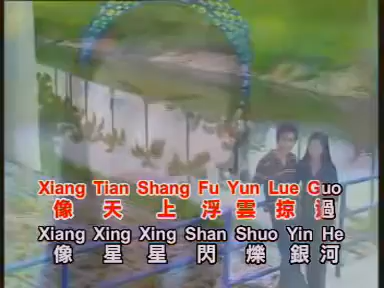 Xiang Tian Shang Fu Yun Lue Guo
像 天 上 浮 雲 掠 過
Xiang Xing Xing Shan Shuo Yin He
像 星 星 閃 爍 銀 河